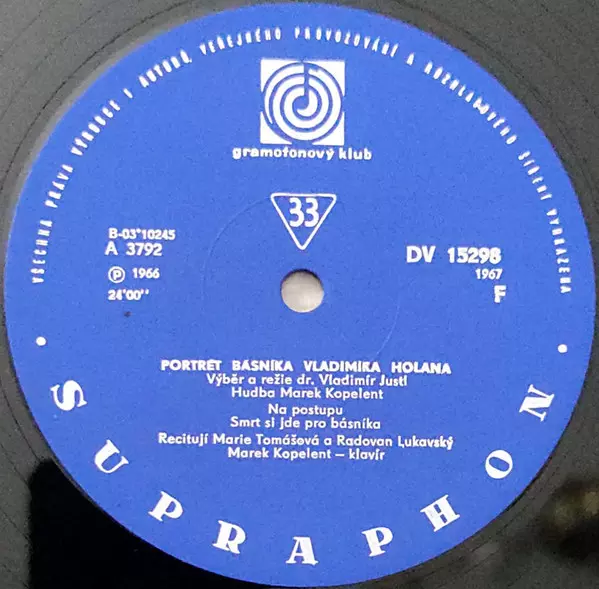 VŠECHNA PRÁVA VÝROBCE I AUTORŮ VEŘEJNÉHO PROVOZOVÁNÍ A ROZHLASOVÉHO ŠÍŘENÍ VYHRAZENA
gramofonový klub
33
B-03*10245
A 3792
Ⓟ 1966
24'00''
DV 15298
1967
F
PORTRÉT BÁSNÍKA VLADIMÍRA HOLANA
Výběr a režie dr. Vladimír Justl
Hudba Marek Kopelent
Na postupu
Smrt si jde pro básníka
Recitují Marie Tomášová a Radovan Lukavský
Marek Kopelent – klavír
SUPRAPHON